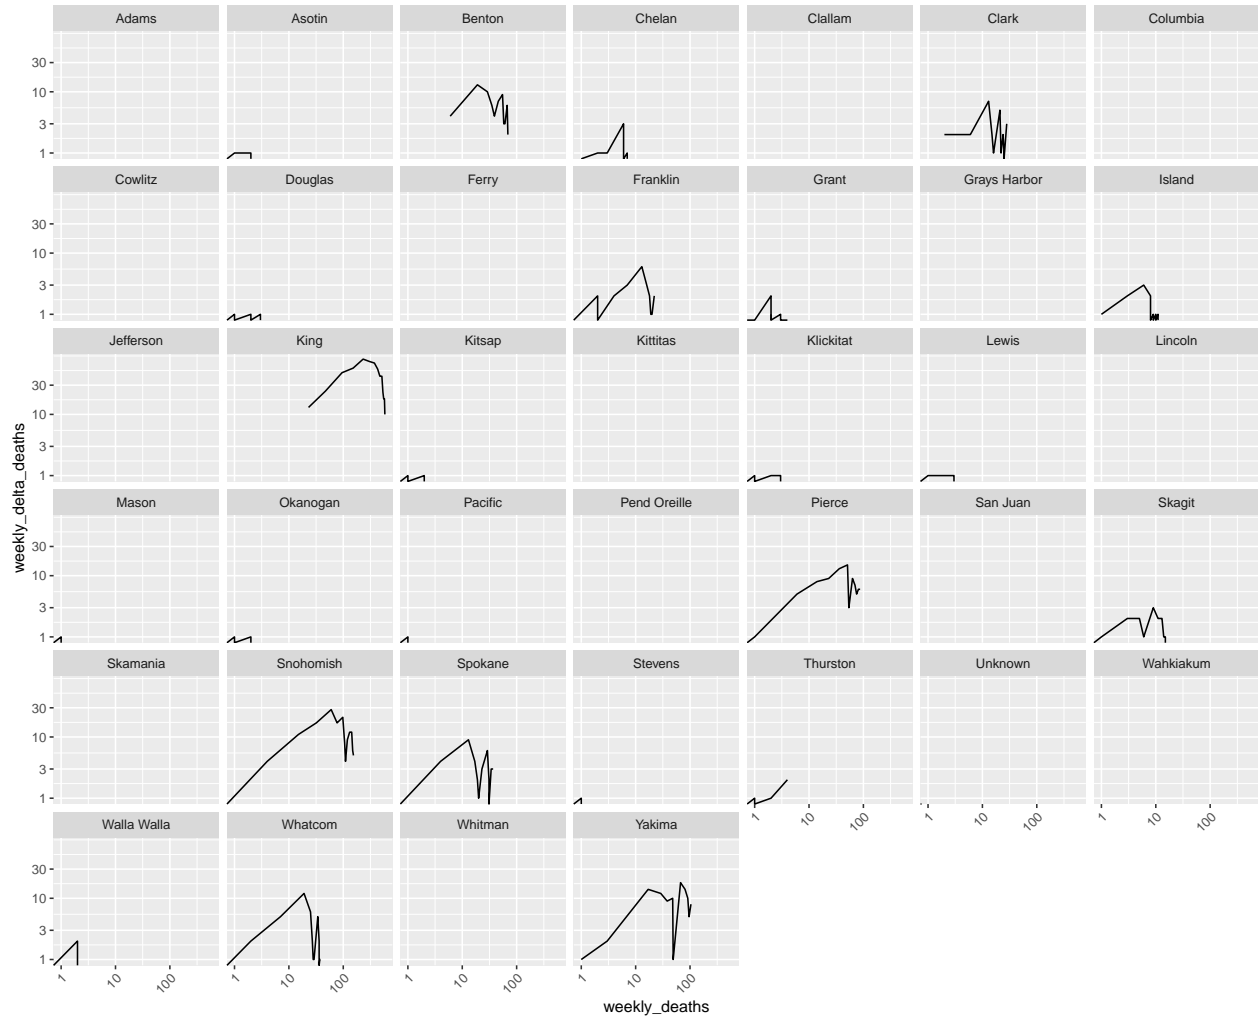 Adams Asotin Benton Chelan Clallam Clark Columbia
30
10
3
1
Cowlitz Douglas Ferry Franklin Grant Grays Harbor Island
30
10
3
1
Jefferson King Kitsap Kittitas Klickitat Lewis Lincoln
30
10
3
1
Mason Okanogan Pacific Pend Oreille Pierce San Juan Skagit
30
10
3
1
Skamania Snohomish Spokane Stevens Thurston Unknown Wahkiakum
30
10
3
1
1 10 100 1 10 100 1 10 100
Walla Walla Whatcom Whitman Yakima
30
10
3
1
1 10 100 1 10 100 1 10 100 1 10 100
weekly_deaths
weekly_delta_deaths